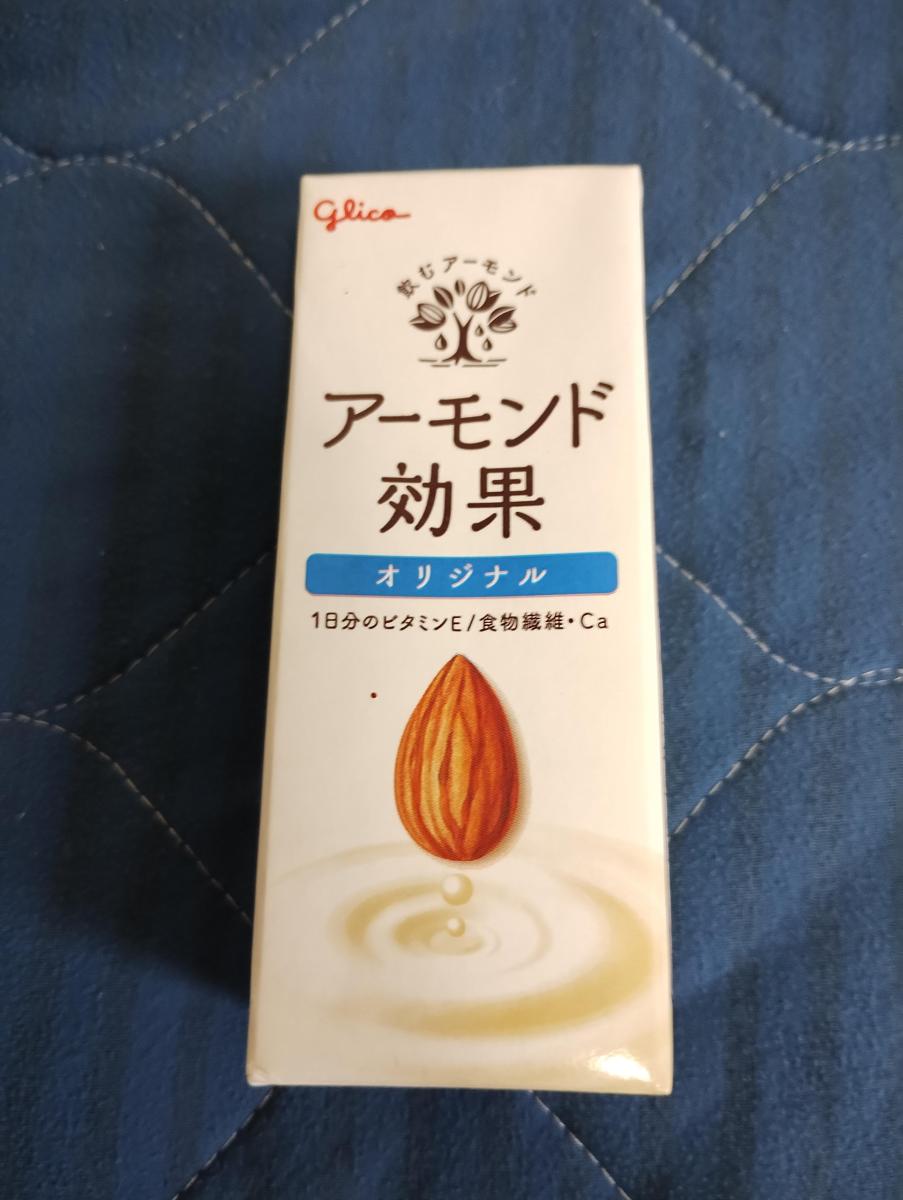 Glico
飲むアーモンド
アーモンド
効果
オリジナル
1日分のビタミンE/食物繊維・Ca